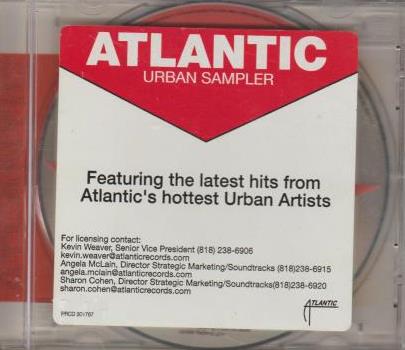 ATLANTIC
URBAN SAMPLER
Featuring the latest hits from
Atlantic's hottest Urban Artists
For licensing contact:
Kevin Weaver, Senior Vice President (818) 238-6906
kevin.weaver@atlanticrecords.com
Angela McLain, Director Strategic Marketing/Soundtracks (818)238-6915
angela.mclain@atlanticrecords.com
Sharon Cohen, Director Strategic Marketing/Soundtracks(818)238-6920
sharon.cohen@atlanticrecords.com
ATLANTIC
PRCD 301767